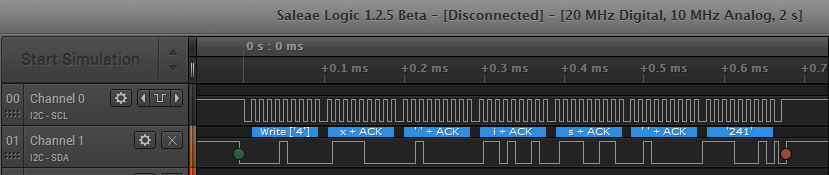 Saleae Logic 1.2.5 Beta - [Disconnected] - [20 MHz Digital, 10 MHz Analog, 2 s]
Start Simulation
0 s : 0 ms
+0.1 ms +0.2 ms +0.3 ms +0.4 ms +0.5 ms +0.6 ms +0.7
00 Channel 0
I2C - SCL
Write ['4'] x + ACK ' ' + ACK i + ACK s + ACK ' ' + ACK '241'
01 Channel 1
I2C - SDA